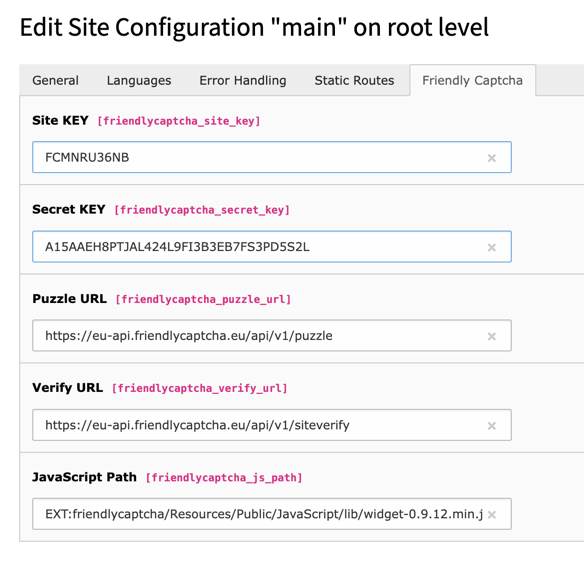 Edit Site Configuration "main" on root level
General Languages Error Handling Static Routes Friendly Captcha
Site KEY [friendlycaptcha_site_key]
FCMNRU36NB
Secret KEY [friendlycaptcha_secret_key]
A15AAEH8PTJAL424L9FI3B3EB7FS3PD5S2L
Puzzle URL [friendlycaptcha_puzzle_url]
https://eu-api.friendlycaptcha.eu/api/v1/puzzle
Verify URL [friendlycaptcha_verify_url]
https://eu-api.friendlycaptcha.eu/api/v1/siteverify
JavaScript Path [friendlycaptcha_js_path]
EXT:friendlycaptcha/Resources/Public/JavaScript/lib/widget-0.9.12.min.j